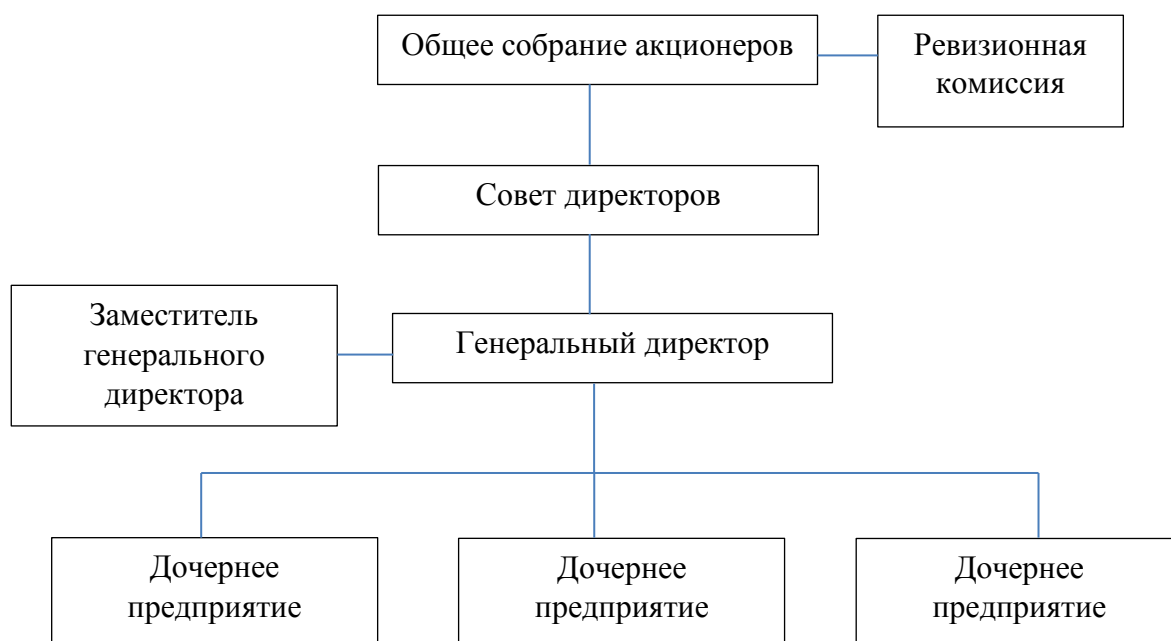 Общее собрание акционеров
Ревизионная
комиссия
Совет директоров
Заместитель
генерального
директора
Генеральный директор
Дочернее
предприятие
Дочернее
предприятие
Дочернее
предприятие